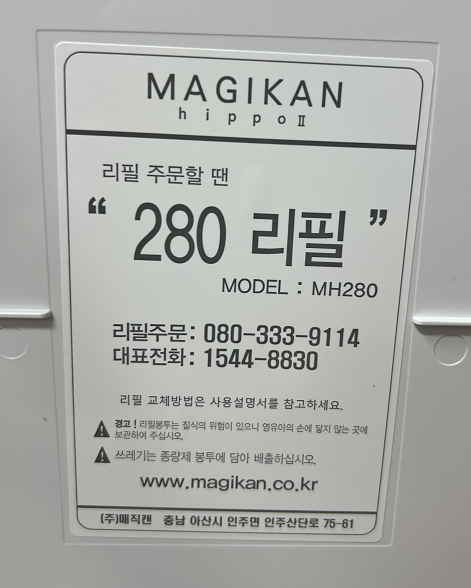 MAGIKAN
hippoⅡ
리필 주문할 땐
“ 280 리필 ”
MODEL : MH280
리필주문 : 080-333-9114
대표전화 : 1544-8830
리필 교체방법은 사용설명서를 참고하세요.
경고! 리필봉투는 질식의 위험이 있으니 영유아의 손에 닿지 않는 곳에
보관하여 주십시오.
쓰레기는 종량제 봉투에 담아 배출하십시오.
www.magikan.co.kr
(주)매직캔 충남 아산시 인주면 인주산단로 75-61